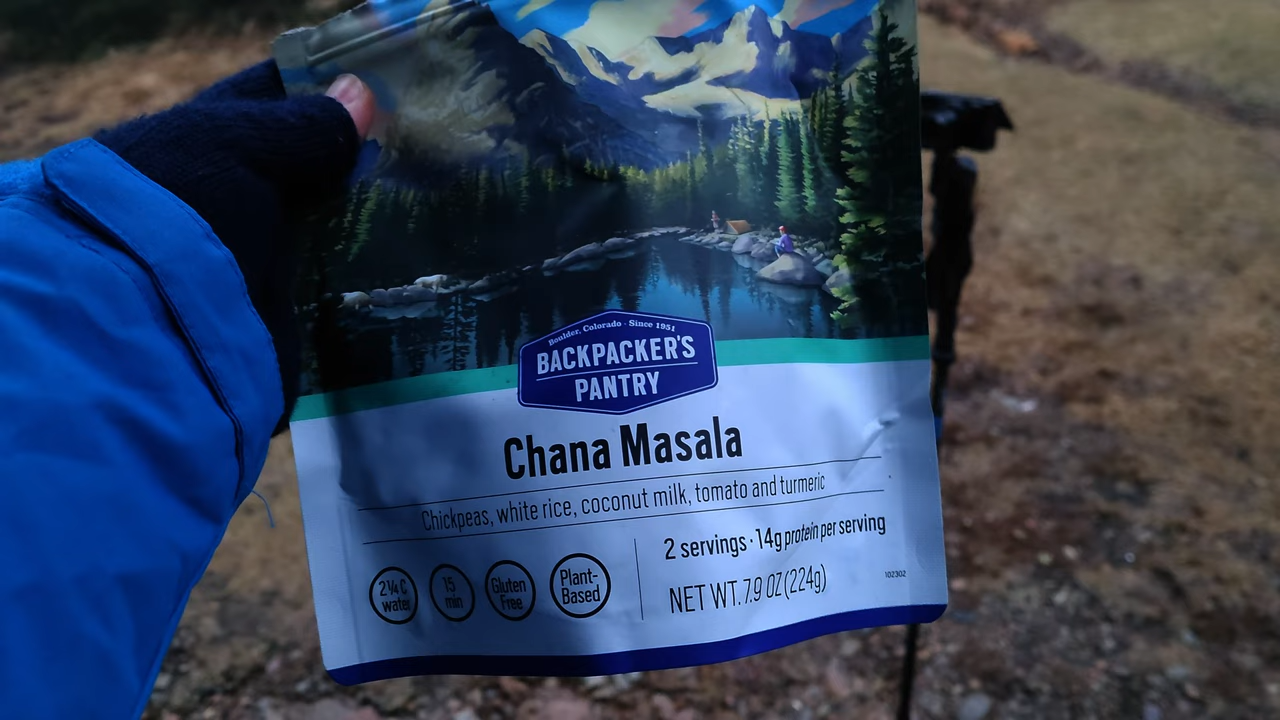 Boulder, Colorado · Since 1951
BACKPACKER'S
PANTRY
Chana Masala
Chickpeas, white rice, coconut milk, tomato and turmeric
2 servings · 14g protein per serving
NET WT. 7.9 OZ (224g)
2¼ C
water
15
min
Gluten
Free
Plant-
Based
102302